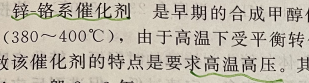 锌-铬系催化剂 是早期的合成甲醇
(380～400℃)，由于高温下受平衡转
该催化剂的特点是要求高温高压。其